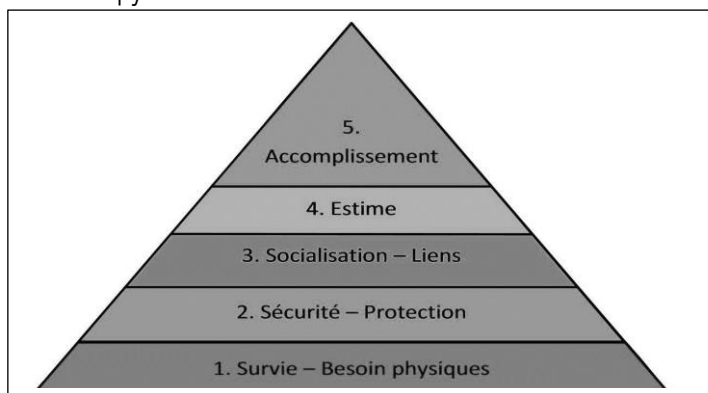 5.
Accomplissement
4. Estime
3. Socialisation – Liens
2. Sécurité – Protection
1. Survie – Besoin physiques